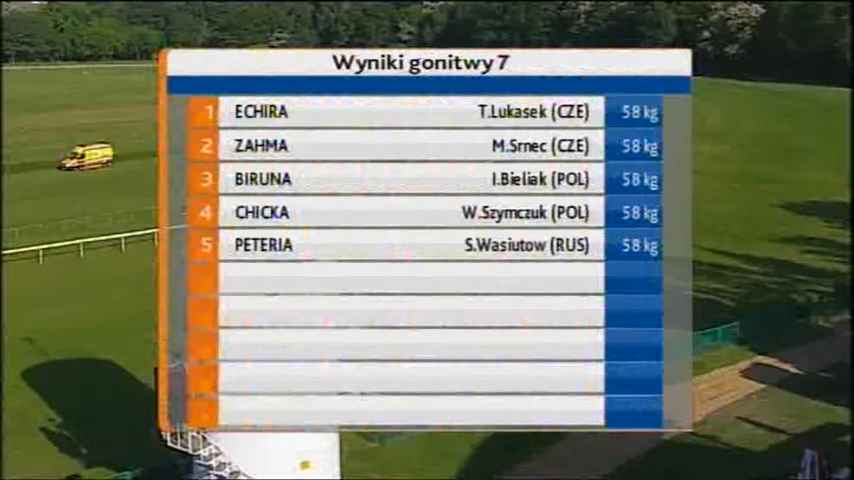 Wyniki gonitwy 7
1 ECHIRA T.Lukasek (CZE) 58 kg
2 ZAHMA M.Srnec (CZE) 58 kg
3 BIRUNA I.Bieliak (POL) 58 kg
4 CHICKA W.Szymczuk (POL) 58 kg
5 PETERIA S.Wasiutow (RUS) 58 kg